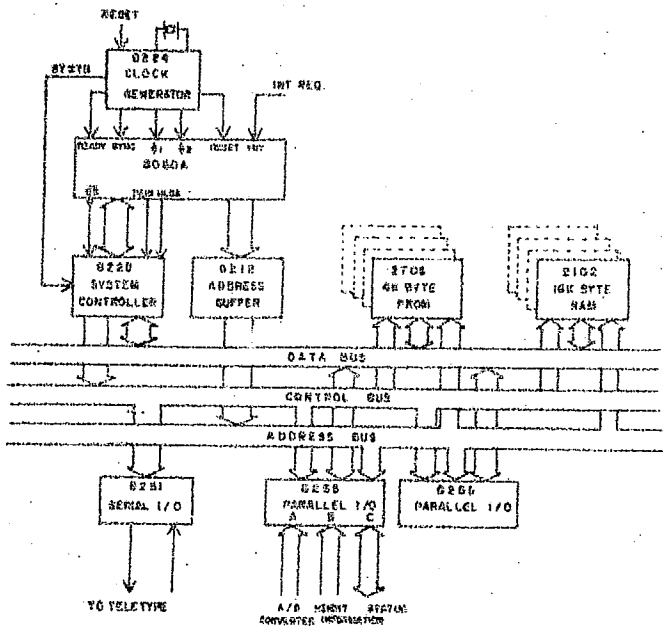 RESET
8224
CLOCK
GENERATOR
INT REQ.
READY SYNC φ1 φ2 RESET INT
8080A
8228
SYSTEM
CONTROLLER
8212
ADDRESS
BUFFER
2708
4K BYTE
PROM
2102
16K BYTE
RAM
DATA BUS
CONTROL BUS
ADDRESS BUS
8251
SERIAL I/O
8255
PARALLEL I/O
A B C
8255
PARALLEL I/O
TO TELETYPE
A/D
CONVERTER
INFORMATION
STATUS